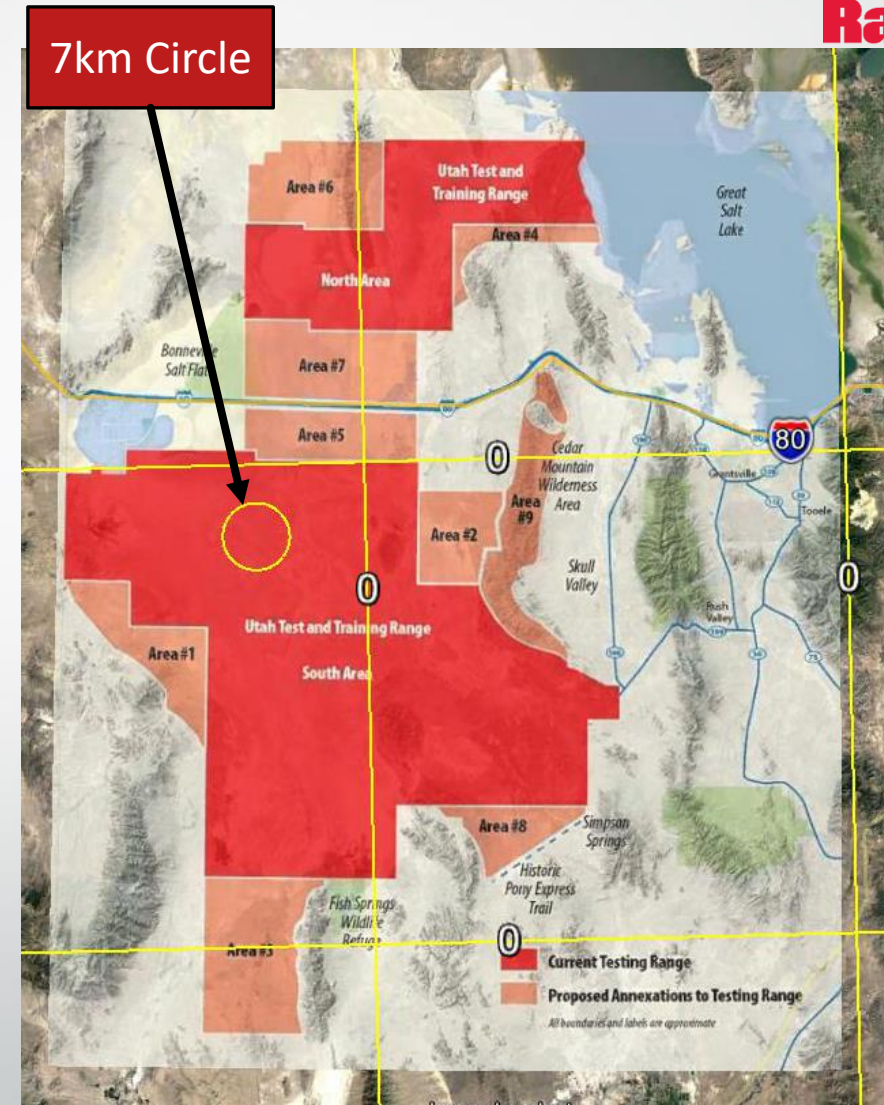 Ra
7km Circle
Area #6
Utah Test and
Training Range
Great
Salt
Lake
Area #4
North Area
Bonneville
Salt Flat
Area #7
80
Area #5
80
0
Cedar
Mountain
Wilderness
Area
Grantsville
Tooele
Area
#9
Area #2
Skull
Valley
0
0
Rush
Valley
Utah Test and Training Range
South Area
Area #1
Area #8
Simpson
Springs
Historic
Pony Express
Trail
Fish Springs
Wildlife
Refuge
Area #3
0
Current Testing Range
Proposed Annexations to Testing Range
All boundaries and labels are approximate